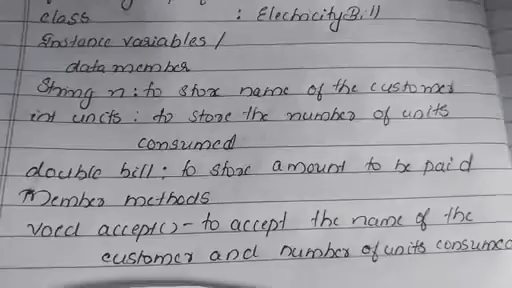 class : ElectricityBill
Instance variables /
data member
String n : to store name of the customer
int units : to store the number of units
consumed
double bill : to store amount to be paid
Member methods
void accept() - to accept the name of the
customer and number of units consumed